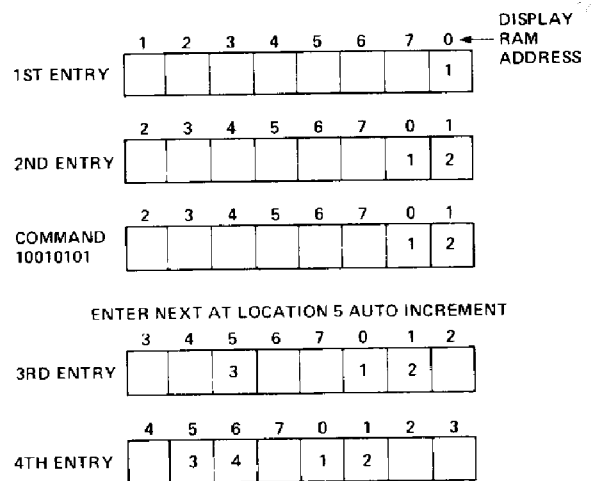 DISPLAY
1 2 3 4 5 6 7 0 RAM
ADDRESS
1ST ENTRY 1
2 3 4 5 6 7 0 1
2ND ENTRY 1 2
2 3 4 5 6 7 0 1
COMMAND
10010101 1 2
ENTER NEXT AT LOCATION 5 AUTO INCREMENT
3 4 5 6 7 0 1 2
3RD ENTRY 3 1 2
4 5 6 7 0 1 2 3
4TH ENTRY 3 4 1 2